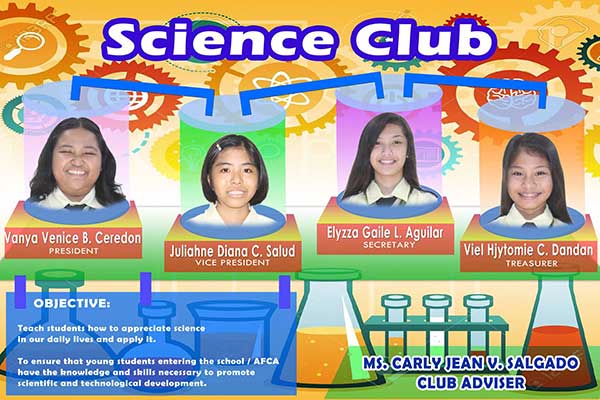 Science Club
Vanya Venice B. Ceredon
PRESIDENT
Juliahne Diana C. Salud
VICE PRESIDENT
Elyzza Gaile L. Aguilar
SECRETARY
Viel Hjytomie C. Dandan
TREASURER
OBJECTIVE:
Teach students how to appreciate science
in our daily lives and apply it.
To ensure that young students entering the school / AFCA
have the knowledge and skills necessary to promote
scientific and technological development.
MS. CARLY JEAN V. SALGADO
CLUB ADVISER